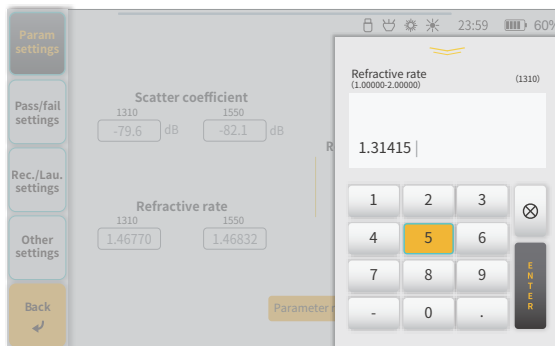 Param
settings
Pass/fail
settings
Rec./Lau.
settings
Other
settings
Back
23:59
60%
Scatter coefficient
1310
1550
-79.6
dB
-82.1
dB
R
Refractive rate
1310
1550
1.46770
1.46832
Parameter r
Refractive rate
(1.00000-2.00000)
(1310)
1.31415
1
2
3
4
5
6
7
8
9
-
0
.
ENTER